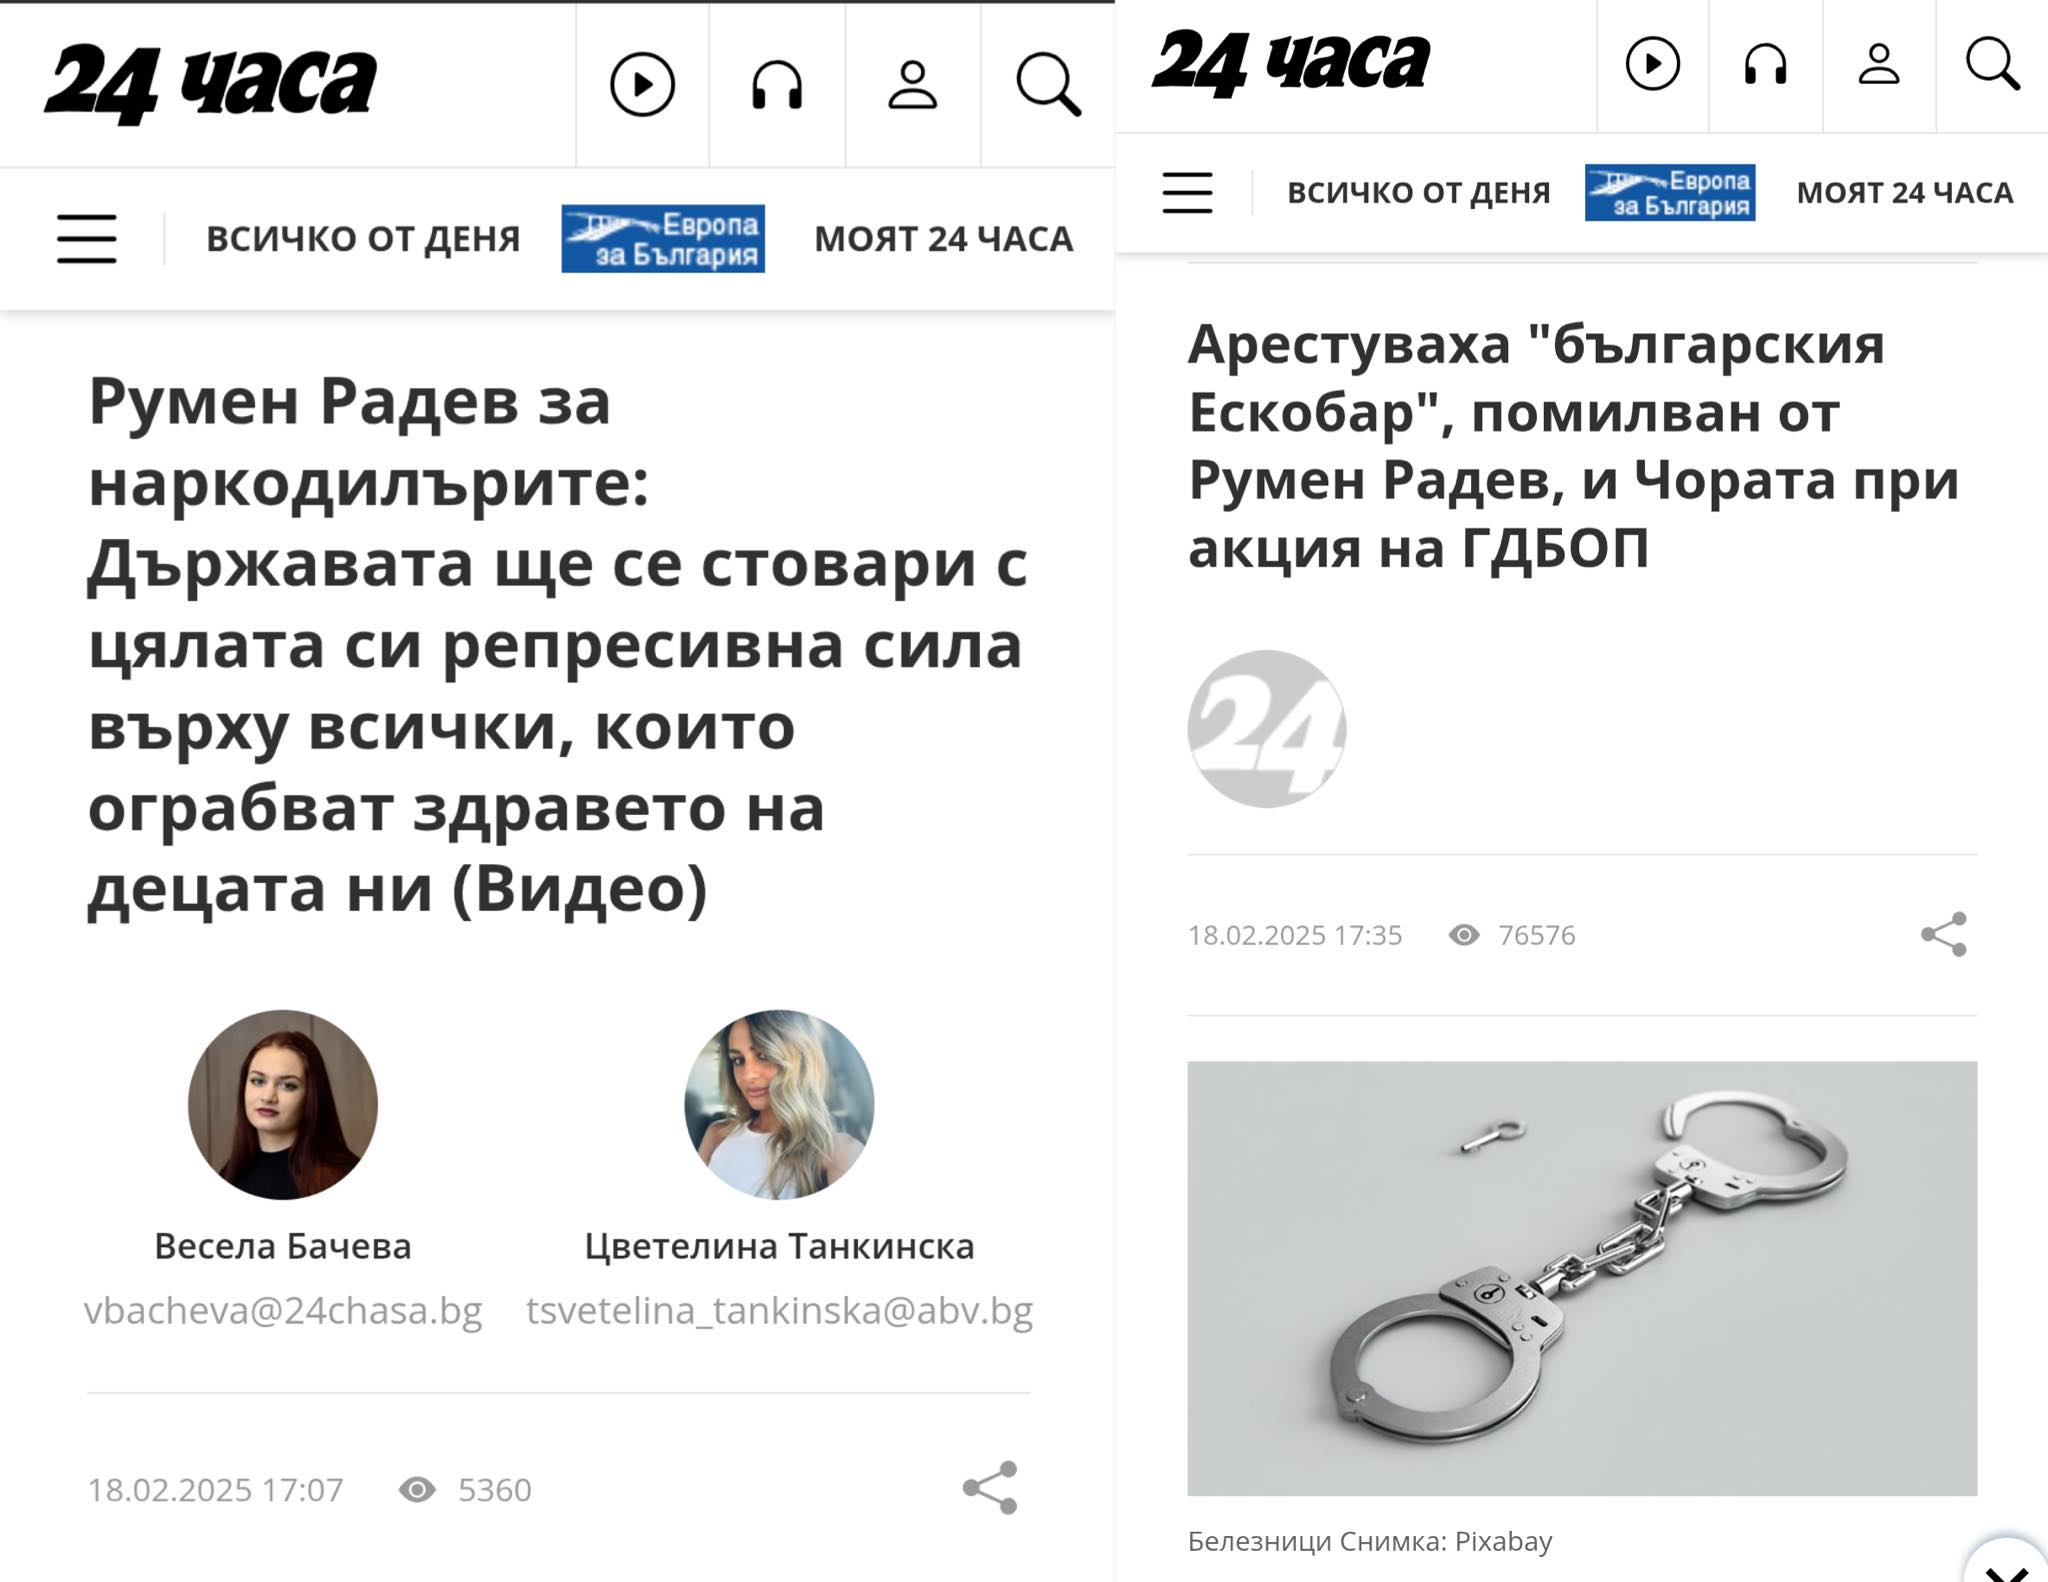 24 часа
ВСИЧКО ОТ ДЕНЯ
Европа
за България
МОЯТ 24 ЧАСА
Румен Радев за
наркодилърите:
Държавата ще се стовари с
цялата си репресивна сила
върху всички, които
ограбват здравето на
децата ни (Видео)
Весела Бачева
vbacheva@24chasa.bg
Цветелина Танкинска
tsvetelina_tankinska@abv.bg
18.02.2025 17:07
5360
24 часа
ВСИЧКО ОТ ДЕНЯ
Европа
за България
МОЯТ 24 ЧАСА
Арестуваха "българския
Ескобар", помилван от
Румен Радев, и Чората при
акция на ГДБОП
24
18.02.2025 17:35
76576
Белезници Снимка: Pixabay